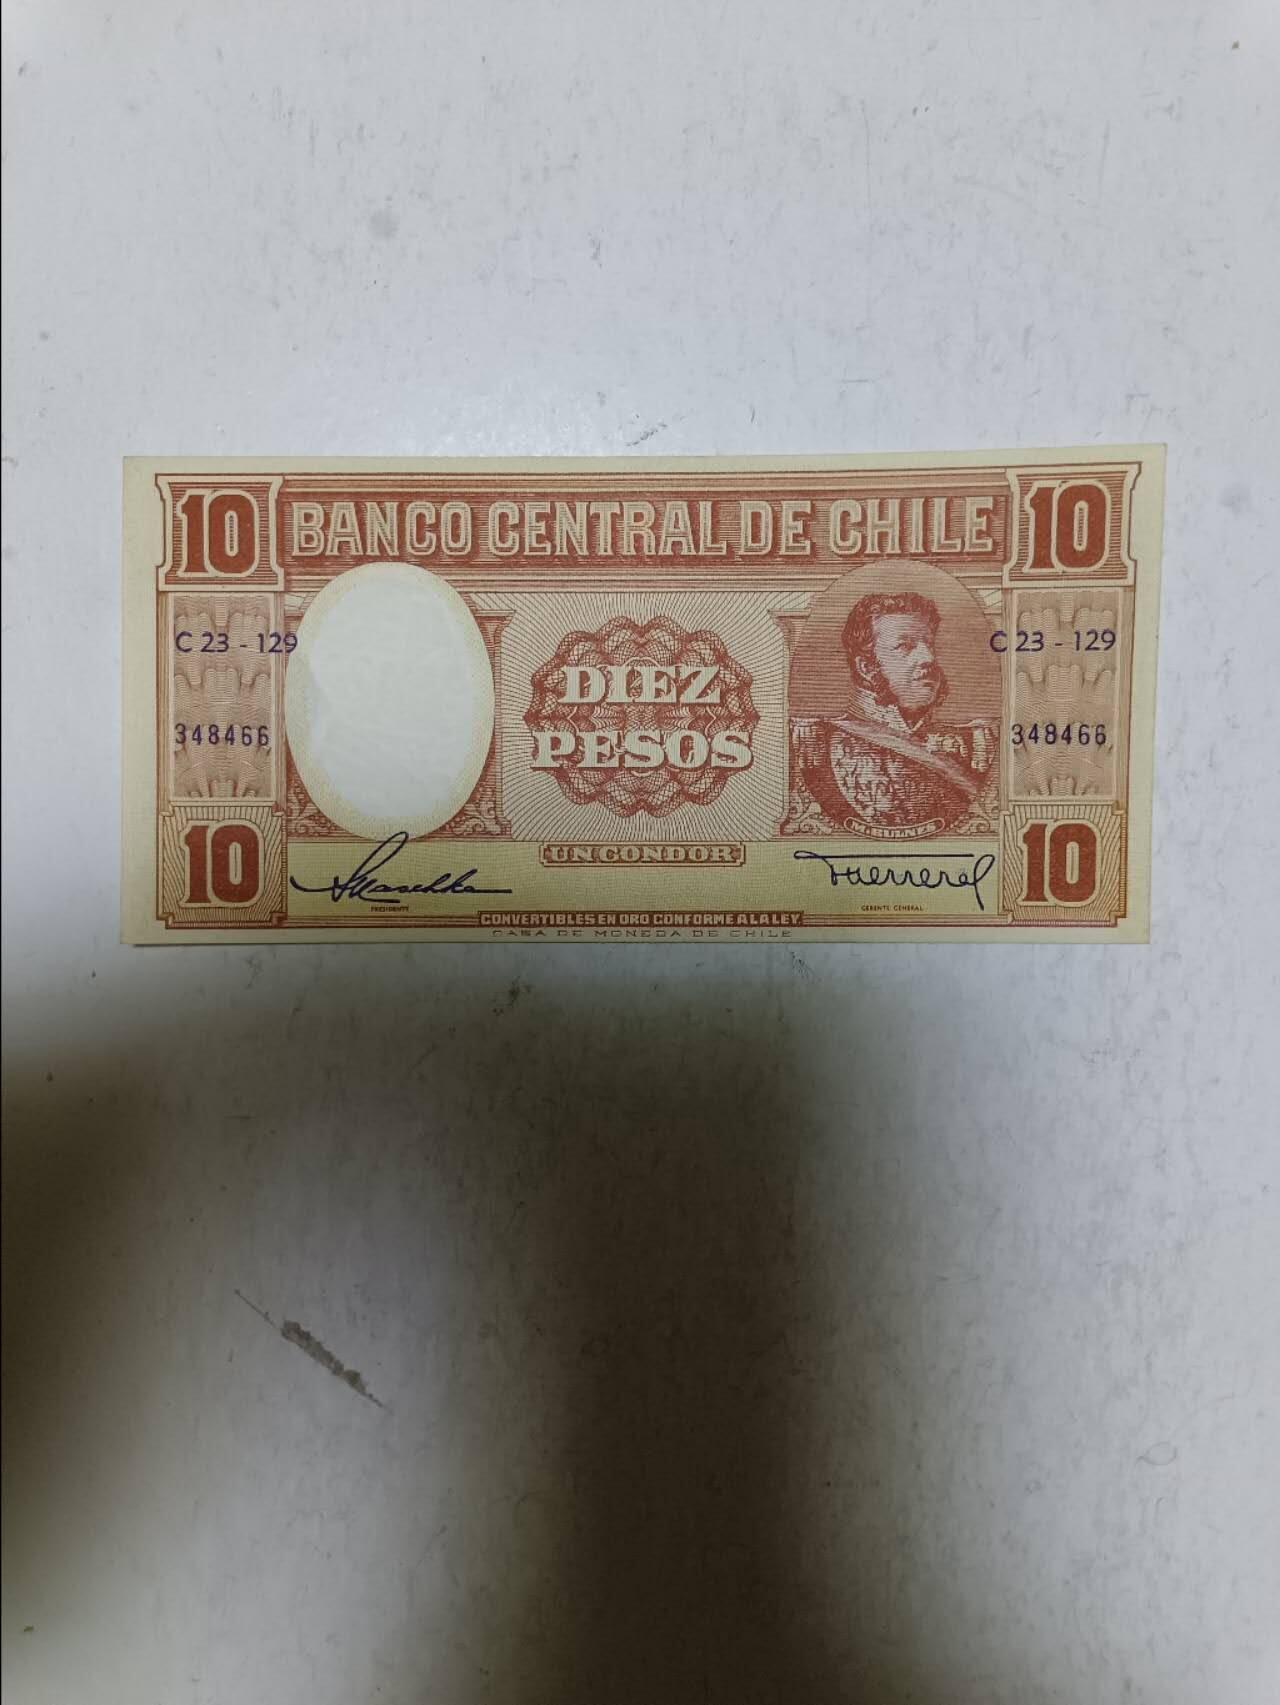 10 BANCO CENTRAL DE CHILE 10
C 23 - 129 C 23 - 129
DIEZ
PESOS
348466 348466
M.BULNES
10 UN CONDOR 10
PRESIDENTE GERENTE GENERAL
CONVERTIBLES EN ORO CONFORME A LA LEY
CASA DE MONEDA DE CHILE